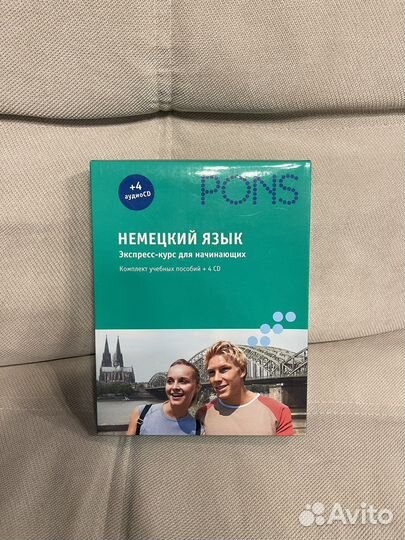 +4
аудиоCD
PONS
НЕМЕЦКИЙ ЯЗЫК
Экспресс-курс для начинающих
Комплект учебных пособий + 4 CD
Avito